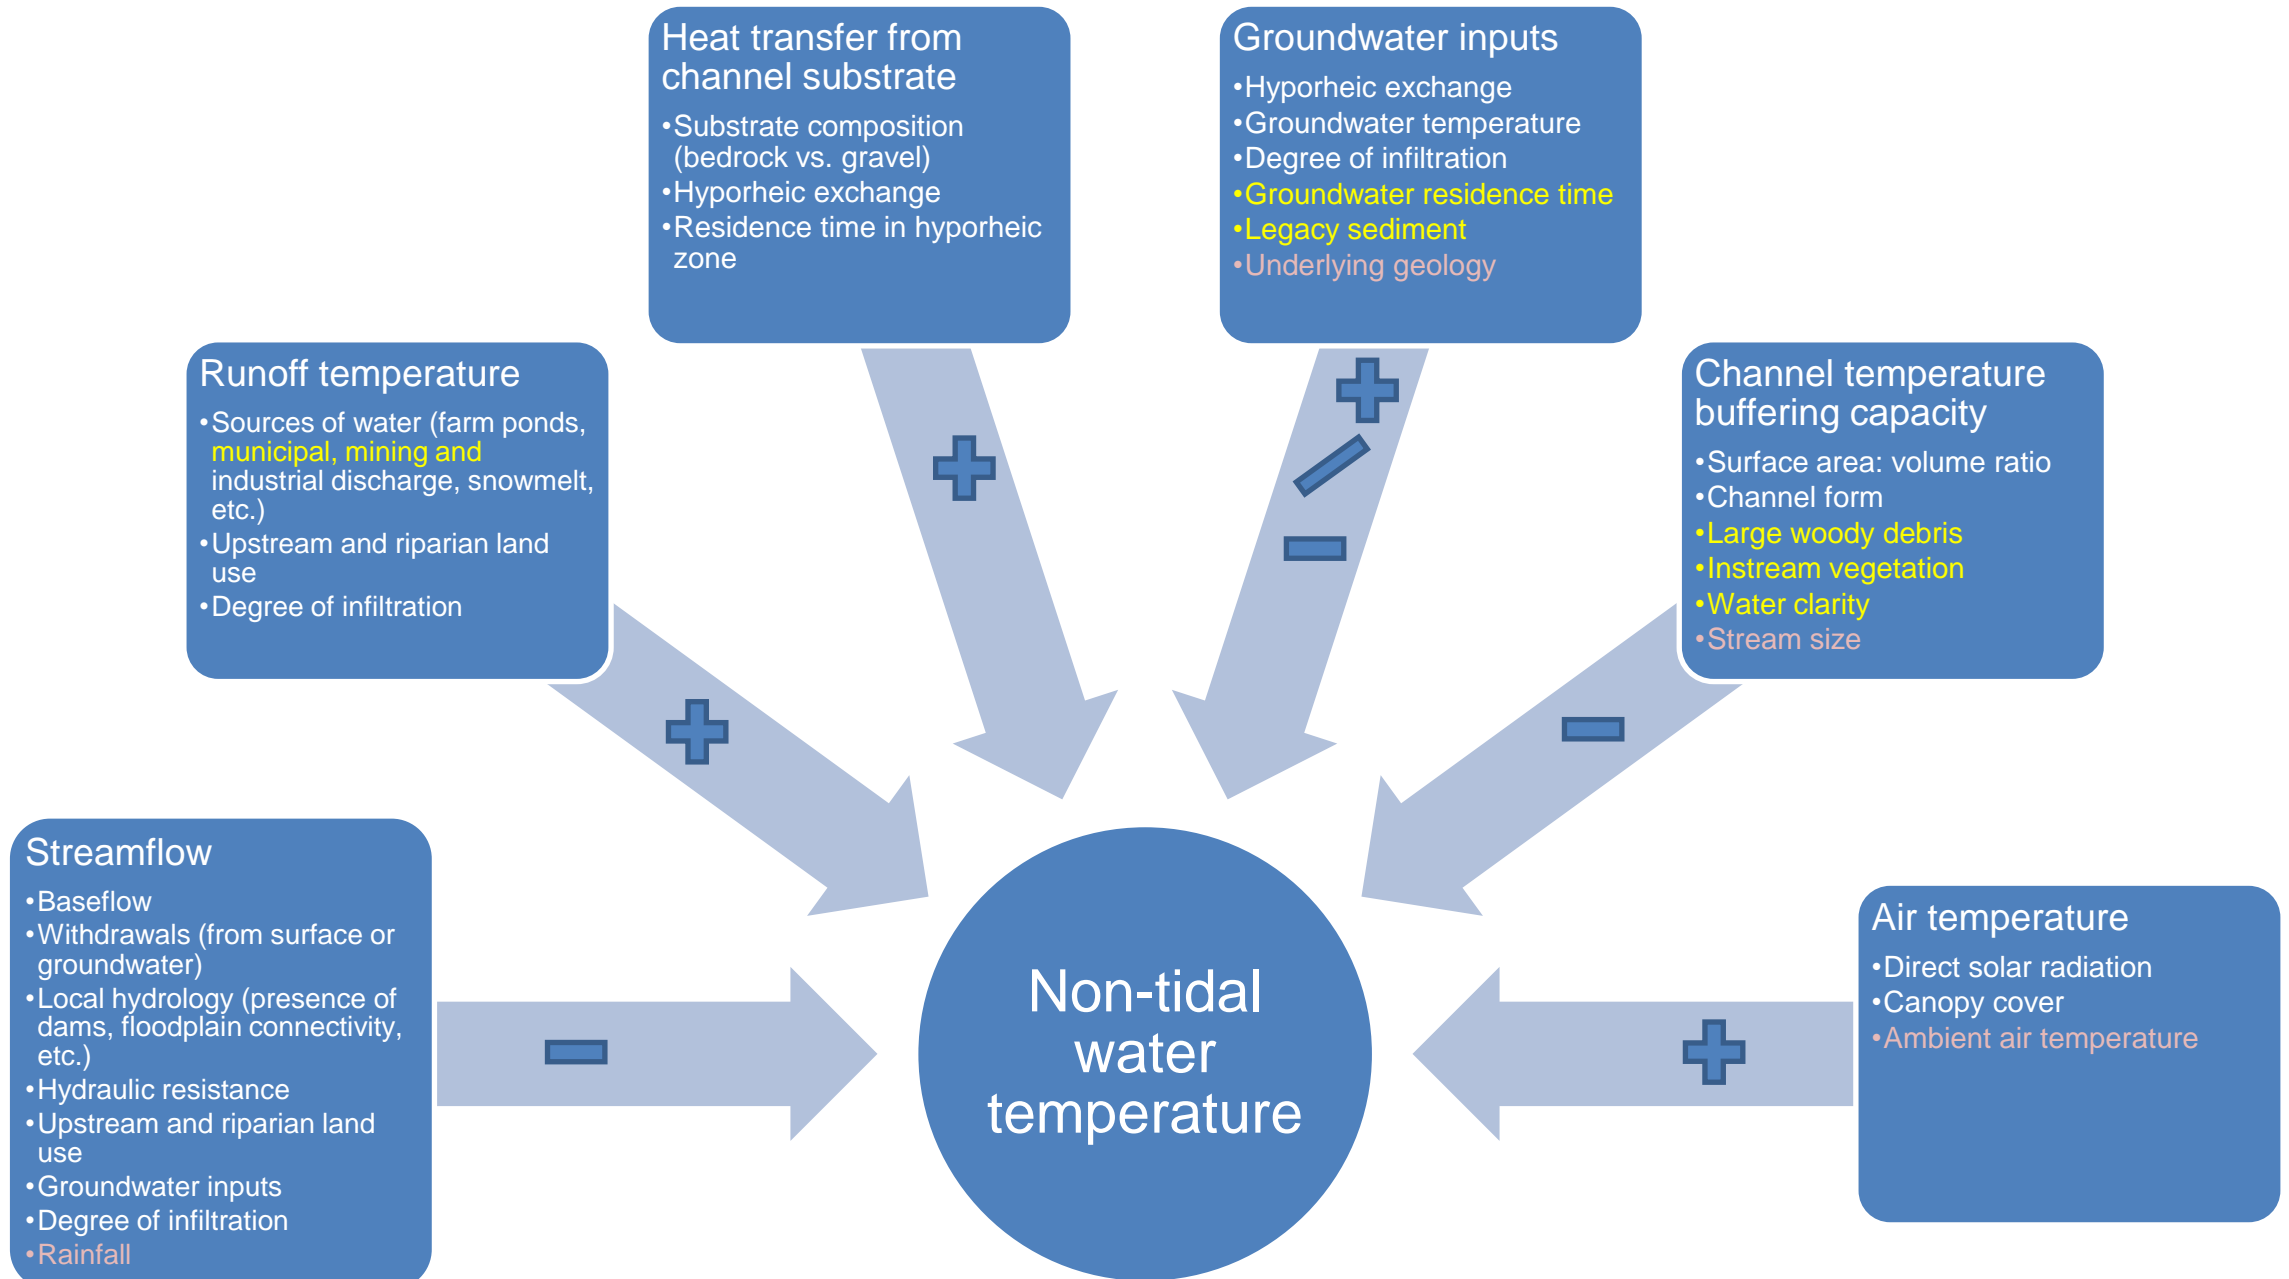 Heat transfer from
channel substrate
•Substrate composition
(bedrock vs. gravel)
•Hyporheic exchange
•Residence time in hyporheic
zone
Groundwater inputs
•Hyporheic exchange
•Groundwater temperature
•Degree of infiltration
•Groundwater residence time
•Legacy sediment
•Underlying geology
Runoff temperature
•Sources of water (farm ponds,
municipal, mining and
industrial discharge, snowmelt,
etc.)
•Upstream and riparian land
use
•Degree of infiltration
Channel temperature
buffering capacity
•Surface area: volume ratio
•Channel form
•Large woody debris
•Instream vegetation
•Water clarity
•Stream size
Streamflow
•Baseflow
•Withdrawals (from surface or
groundwater)
•Local hydrology (presence of
dams, floodplain connectivity,
etc.)
•Hydraulic resistance
•Upstream and riparian land
use
•Groundwater inputs
•Degree of infiltration
•Rainfall
Air temperature
•Direct solar radiation
•Canopy cover
•Ambient air temperature
Non-tidal
water
temperature